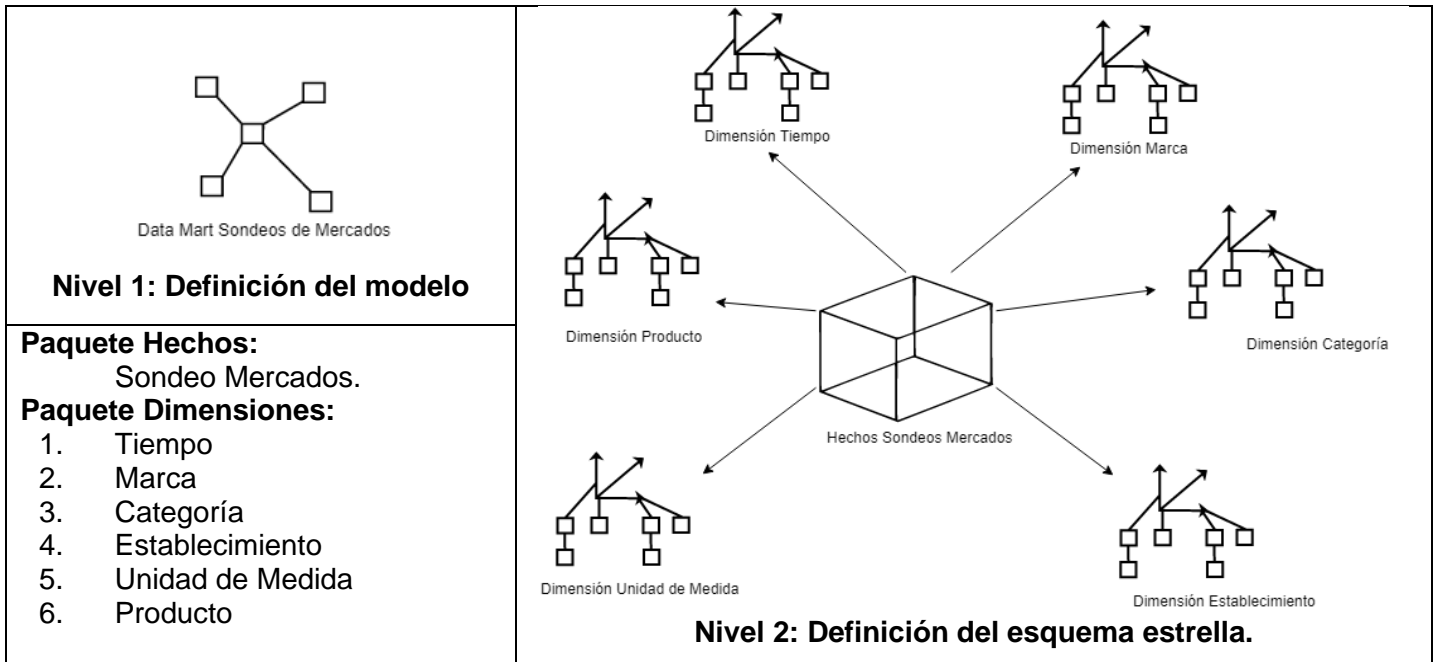 Data Mart Sondeos de Mercados
Nivel 1: Definición del modelo
Paquete Hechos:
Sondeo Mercados.
Paquete Dimensiones:
1. Tiempo
2. Marca
3. Categoría
4. Establecimiento
5. Unidad de Medida
6. Producto
Dimensión Tiempo
Dimensión Marca
Dimensión Producto
Dimensión Categoría
Hechos Sondeos Mercados
Dimensión Unidad de Medida
Dimensión Establecimiento
Nivel 2: Definición del esquema estrella.